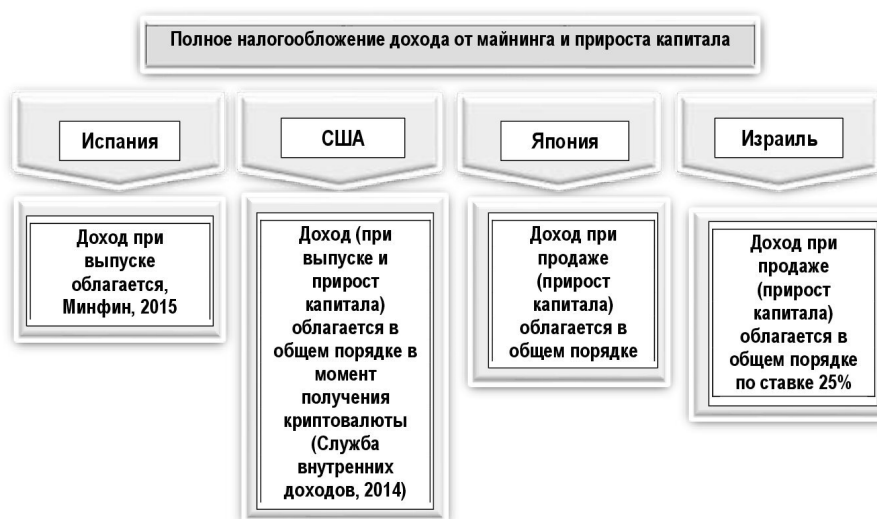 Полное налогообложение дохода от майнинга и прироста капитала
Испания
США
Япония
Израиль
Доход при
выпуске
облагается,
Минфин, 2015
Доход (при
выпуске и
прирост
капитала)
облагается в
общем порядке в
момент
получения
криптовалюты
(Служба
внутренних
доходов, 2014)
Доход при
продаже
(прирост
капитала)
облагается в
общем порядке
Доход при
продаже
(прирост
капитала)
облагается в
общем порядке
по ставке 25%